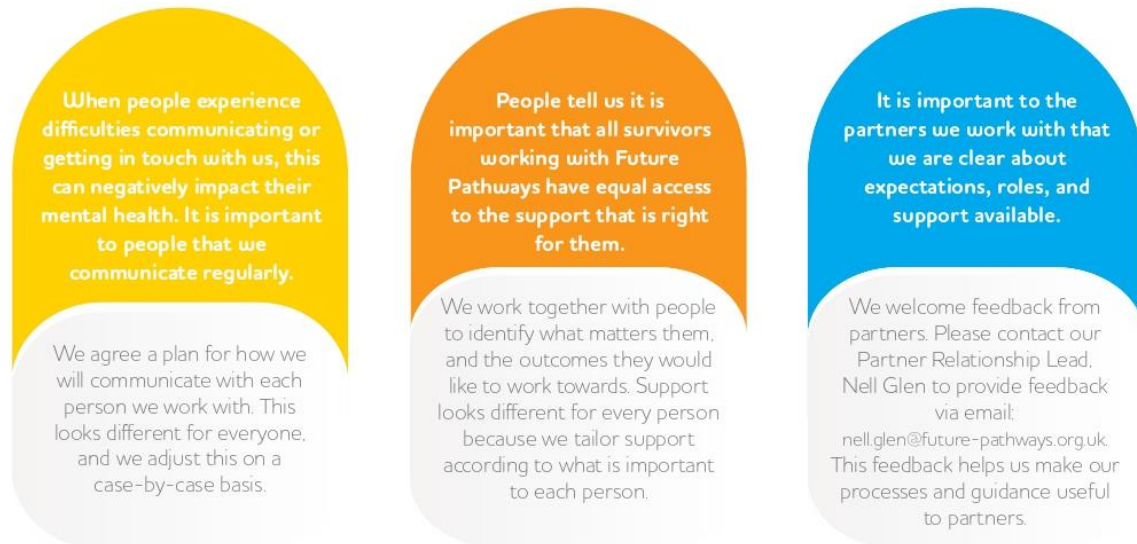 When people experience
difficulties communicating or
getting in touch with us, this
can negatively impact their
mental health. It is important
to people that we
communicate regularly.
We agree a plan for how we
will communicate with each
person we work with. This
looks different for everyone,
and we adjust this on a
case-by-case basis.
People tell us it is
important that all survivors
working with Future
Pathways have equal access
to the support that is right
for them.
We work together with people
to identify what matters them,
and the outcomes they would
like to work towards. Support
looks different for every person
because we tailor support
according to what is important
to each person.
It is important to the
partners we work with that
we are clear about
expectations, roles, and
support available.
We welcome feedback from
partners. Please contact our
Partner Relationship Lead,
Nell Glen to provide feedback
via email:
nell.glen@future-pathways.org.uk.
This feedback helps us make our
processes and guidance useful
to partners.